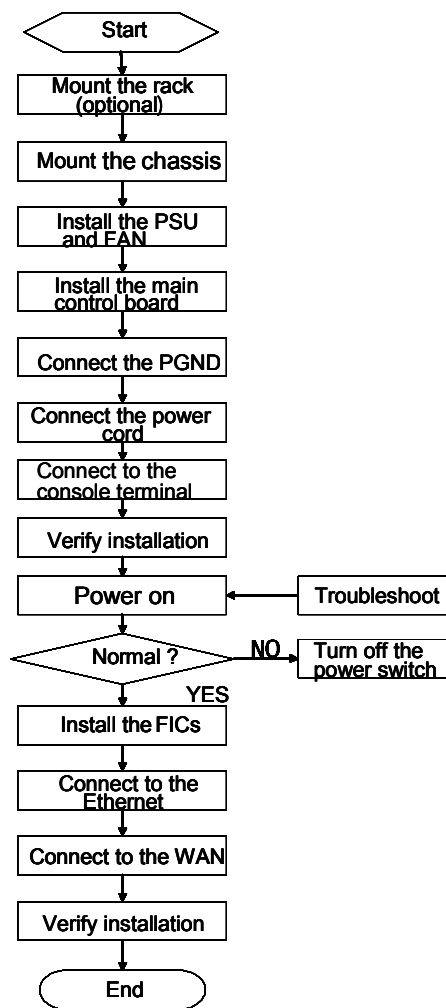 Start
Mount the rack
(optional)
Mount the chassis
Install the PSU
and FAN
Install the main
control board
Connect the PGND
Connect the power
cord
Connect to the
console terminal
Verify installation
Power on
Troubleshoot
Normal ?
NO
Turn off the
power switch
YES
Install the FICs
Connect to the
Ethernet
Connect to the WAN
Verify installation
End